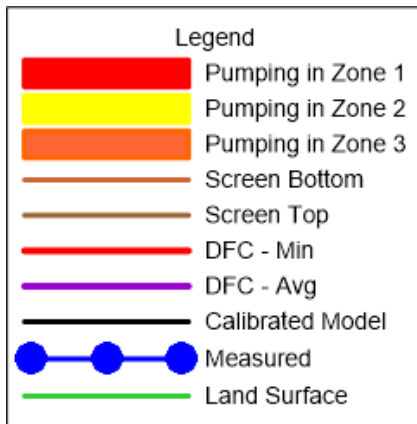 Legend
Pumping in Zone 1
Pumping in Zone 2
Pumping in Zone 3
Screen Bottom
Screen Top
DFC - Min
DFC - Avg
Calibrated Model
Measured
Land Surface